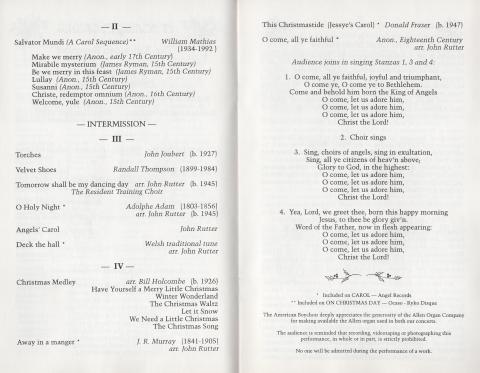 — II —
Salvator Mundi (A Carol Sequence)** William Mathias
(1934-1992 )
Make we merry (Anon., early 17th Century)
Mirabile mysterium (James Ryman, 15th Century)
Be we merry in this feast (James Ryman, 15th Century)
Lullay (Anon., 15th Century)
Susanni (Anon., 15th Century)
Christe, redemptor omnium (Anon., 16th Century)
Welcome, yule (Anon., 15th Century)
— INTERMISSION —
— III —
Torches John Joubert (b. 1927)
Velvet Shoes Randall Thompson (1899-1984)
Tomorrow shall be my dancing day arr. John Rutter (b. 1945)
The Resident Training Choir
O Holy Night * Adolphe Adam (1803-1856)
arr. John Rutter (b. 1945)
Angels' Carol John Rutter
Deck the hall * Welsh traditional tune
arr. John Rutter
— IV —
Christmas Medley arr. Bill Holcombe (b. 1926)
Have Yourself a Merry Little Christmas
Winter Wonderland
The Christmas Waltz
Let it Snow
We Need a Little Christmas
The Christmas Song
Away in a manger * J. R. Murray (1841-1905)
arr. John Rutter
This Christmastide (Jessye's Carol) * Donald Fraser (b. 1947)
O come, all ye faithful * Anon., Eighteenth Century
arr. John Rutter
Audience joins in singing Stanzas 1, 3 and 4:
1. O come, all ye faithful, joyful and triumphant,
O come ye, O come ye to Bethlehem.
Come and behold him born the King of Angels
O come, let us adore him,
O come, let us adore him,
O come, let us adore him,
Christ the Lord!
2. Choir sings
3. Sing, choirs of angels, sing in exultation,
Sing, all ye citizens of heav'n above;
Glory to God, in the highest:
O come, let us adore him,
O come, let us adore him,
O come, let us adore him,
Christ the Lord!
4. Yea, Lord, we greet thee, born this happy morning
Jesus, to thee be glory giv'n.
Word of the Father, now in flesh appearing:
O come, let us adore him,
O come, let us adore him,
O come, let us adore him,
Christ the Lord!
* Included on CAROL — Angel Records
** Included on ON CHRISTMAS DAY — Ocaso - Ryko Disque
The American Boychoir deeply appreciates the generosity of the Allen Organ Company
for making available the Allen organ used in both our concerts.
The audience is reminded that recording, videotaping or photographing this
performance, in whole or in part, is strictly prohibited.
No one will be admitted during the performance of a work.